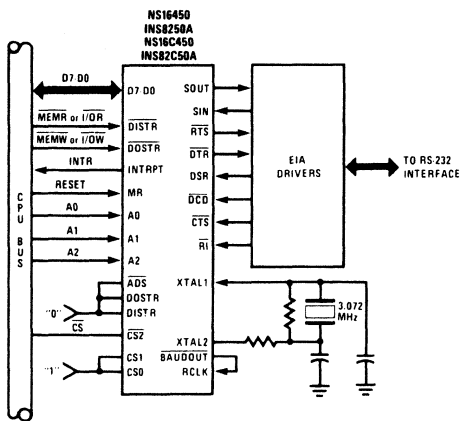 NS16450
INS8250A
NS16C450
INS82C50A
D7 D0
D7 D0
SOUT
SIN
MEMR or I/OR
DISTR
RTS
MEMW or I/OW
DOSTR
DTR
INTR
INTRPT
DSR
RESET
MR
DCD
A0
A0
CTS
A1
A1
RI
A2
A2
CPU BUS
EIA
DRIVERS
TO RS-232
INTERFACE
ADS
XTAL1
DOSTR
"0"
DISTR
3.072
MHz
CS
CS2
XTAL2
CS1
BAUDOUT
"1"
CS0
RCLK